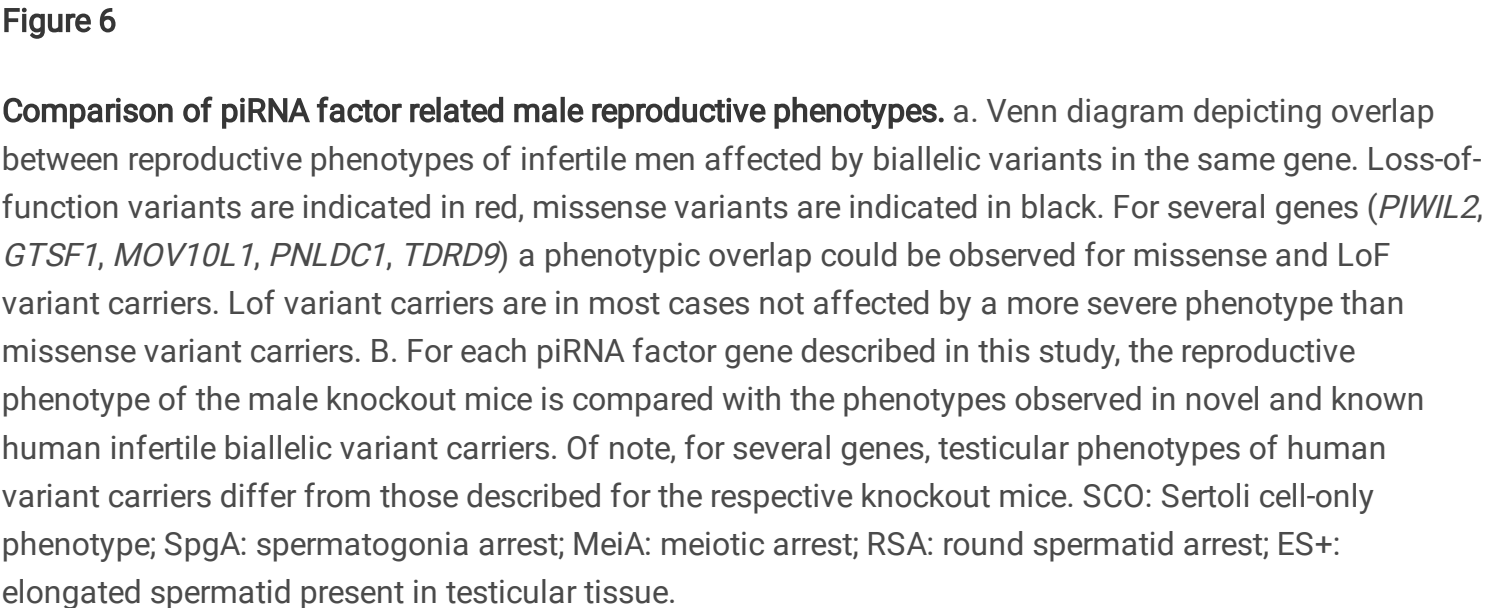 Figure 6
Comparison of piRNA factor related male reproductive phenotypes. a. Venn diagram depicting overlap
between reproductive phenotypes of infertile men affected by biallelic variants in the same gene. Loss-of-
function variants are indicated in red, missense variants are indicated in black. For several genes (PIWIL2,
GTSF1, MOV10L1, PNLDC1, TDRD9) a phenotypic overlap could be observed for missense and LoF
variant carriers. Lof variant carriers are in most cases not affected by a more severe phenotype than
missense variant carriers. B. For each piRNA factor gene described in this study, the reproductive
phenotype of the male knockout mice is compared with the phenotypes observed in novel and known
human infertile biallelic variant carriers. Of note, for several genes, testicular phenotypes of human
variant carriers differ from those described for the respective knockout mice. SCO: Sertoli cell-only
phenotype; SpgA: spermatogonia arrest; MeiA: meiotic arrest; RSA: round spermatid arrest; ES+:
elongated spermatid present in testicular tissue.